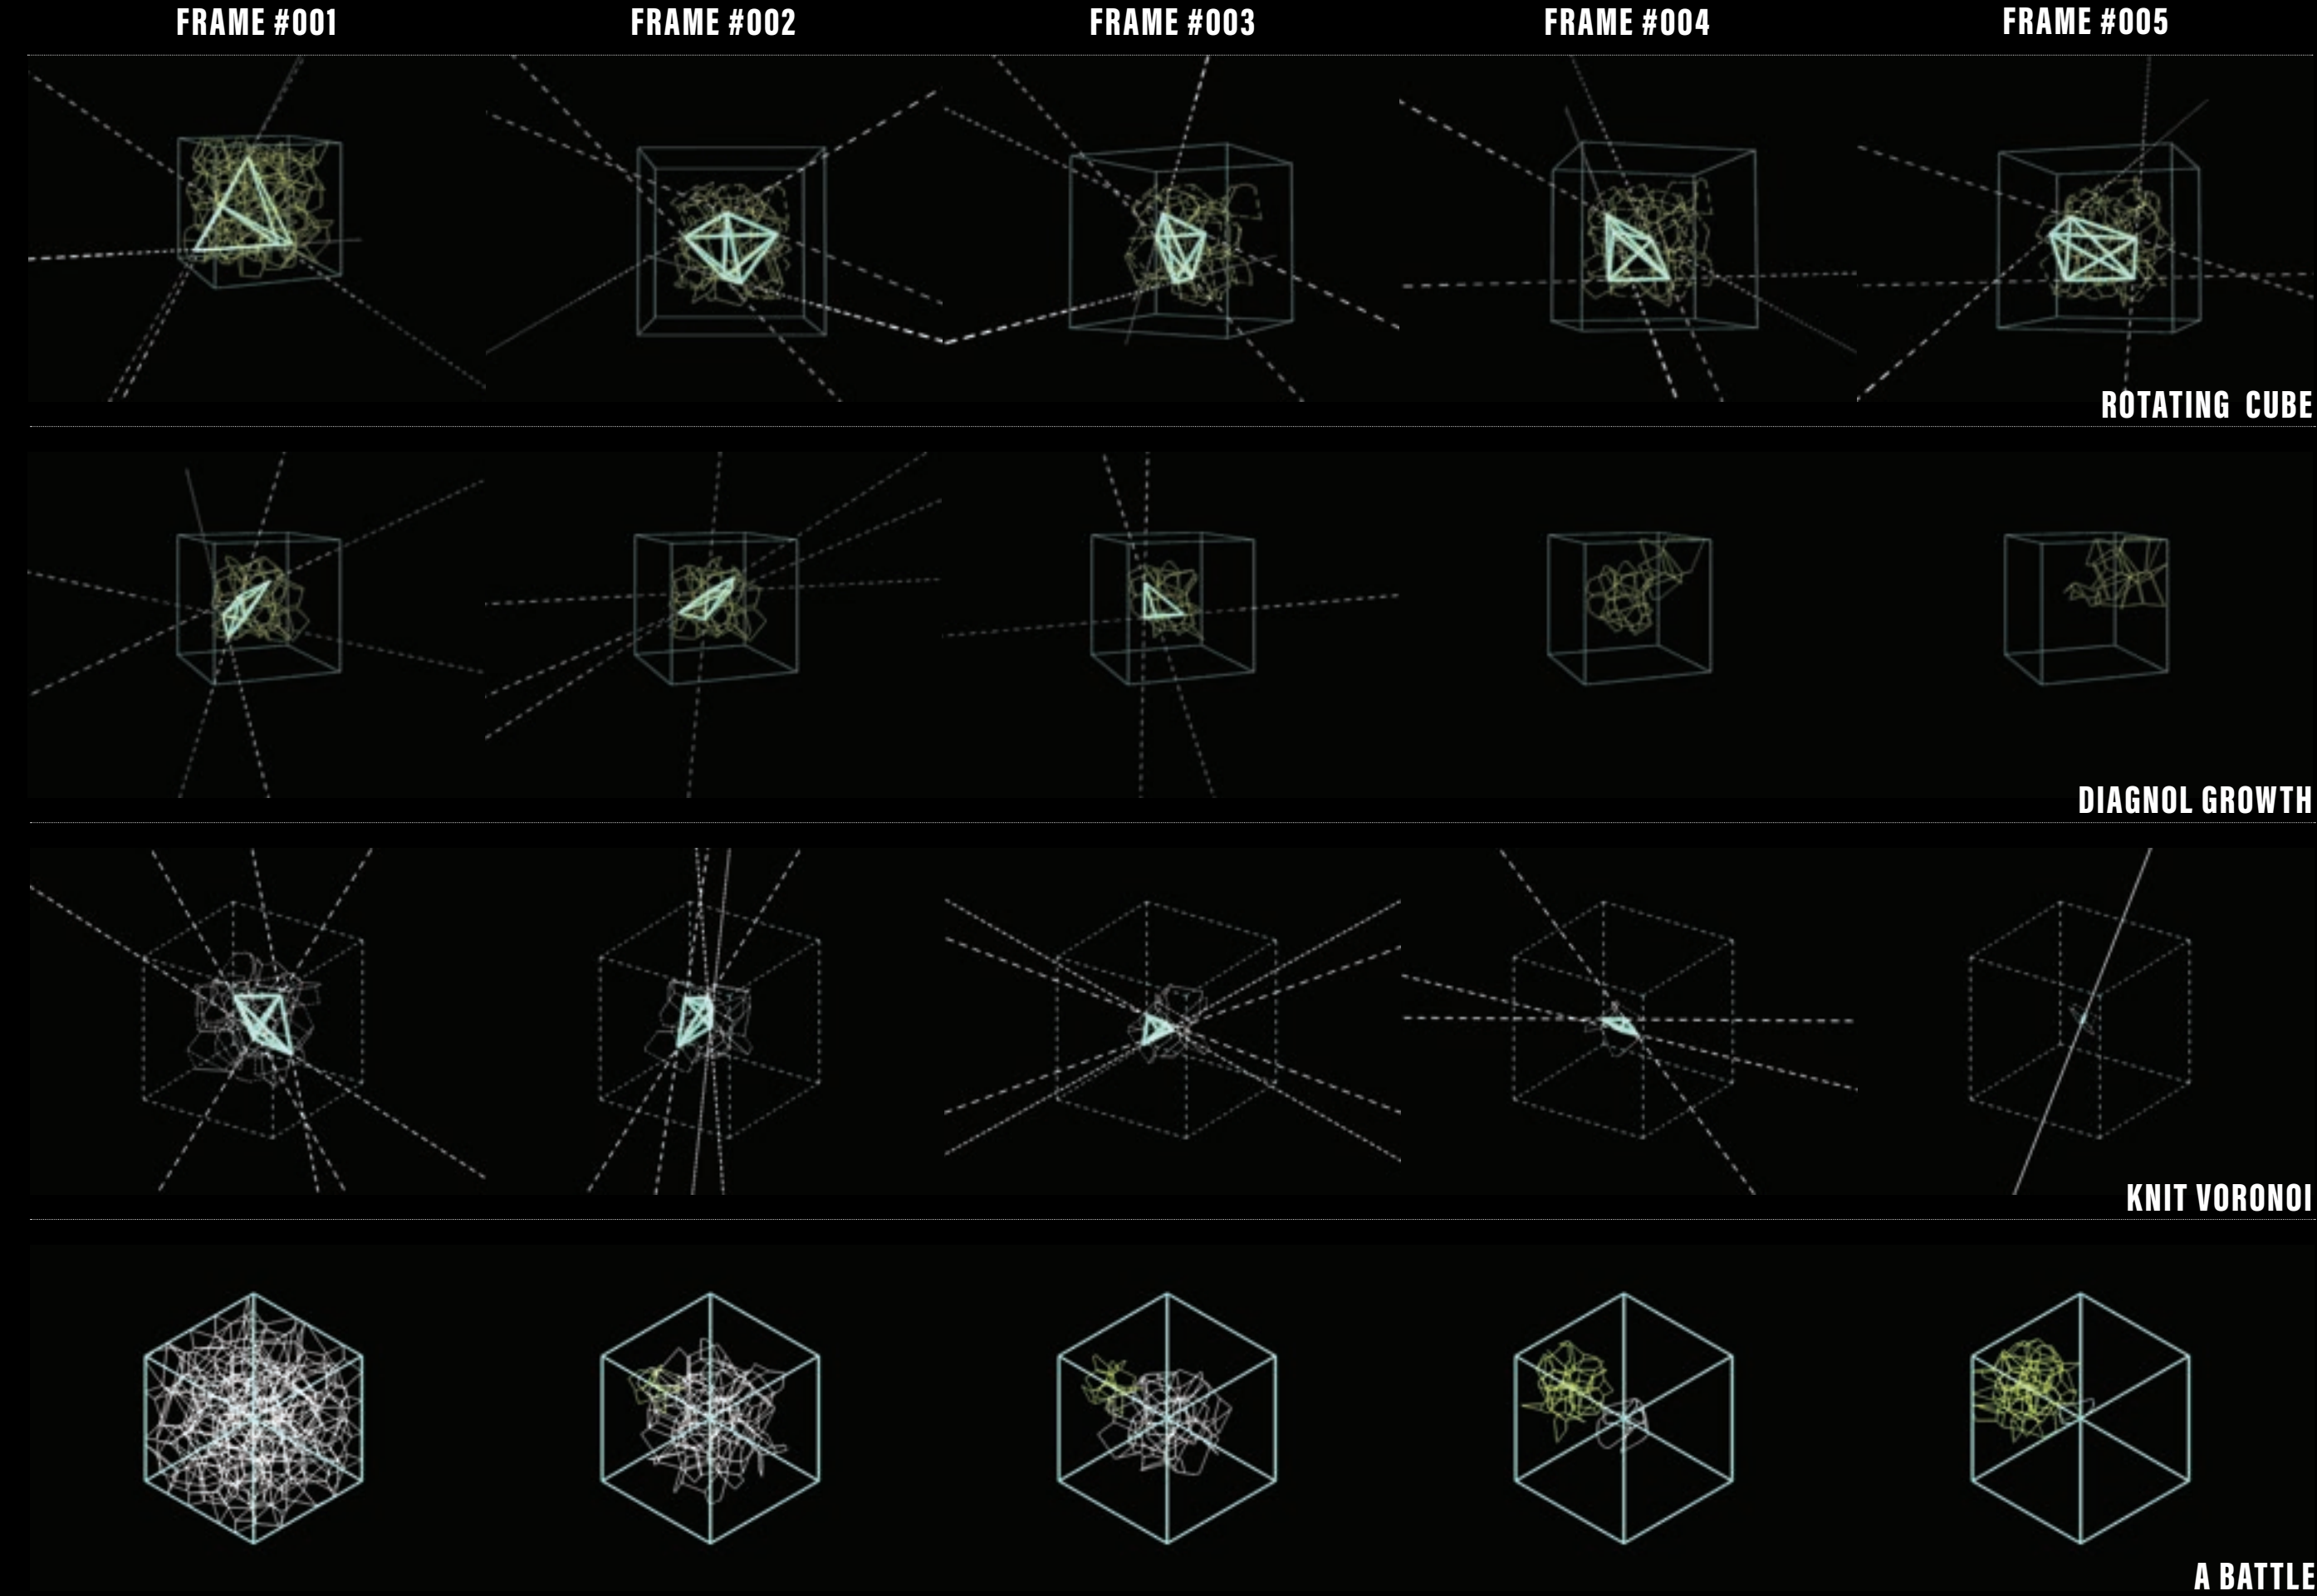 FRAME #001
FRAME #002
FRAME #003
FRAME #004
FRAME #005
ROTATING CUBE
DIAGNOL GROWTH
KNIT VORONOI
A BATTLE